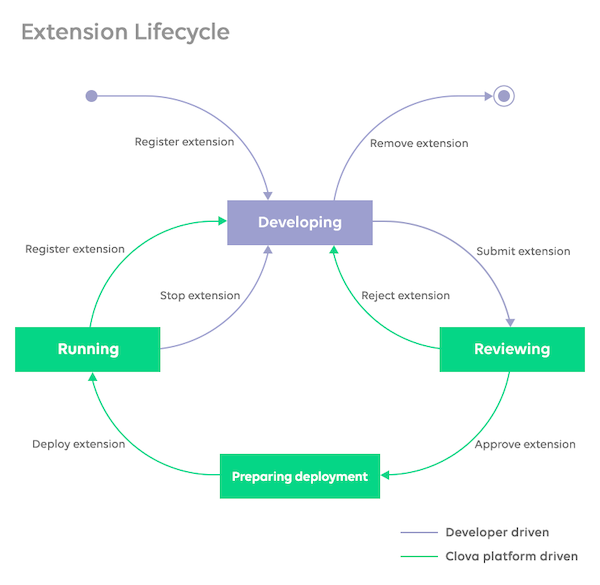 Extension Lifecycle
Register extension
Remove extension
Developing
Register extension
Submit extension
Stop extension
Reject extension
Running
Reviewing
Deploy extension
Approve extension
Preparing deployment
Developer driven
Clova platform driven